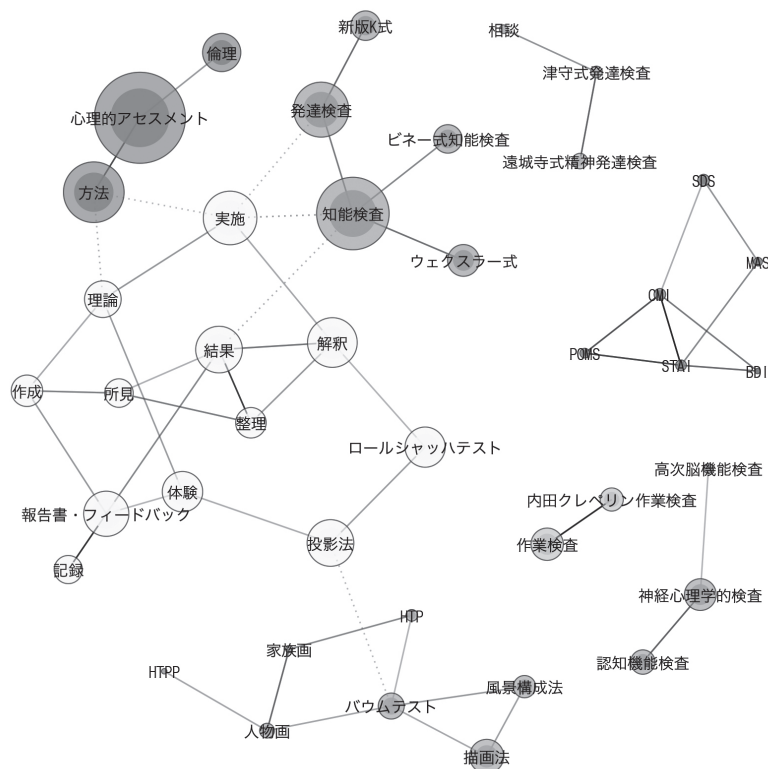 新版K式
相談
倫理
津守式発達検査
発達検査
心理的アセスメント
ビネー式知能検査
遠城寺式精神発達検査
SDS
方法
知能検査
実施
ウェクスラー式
MAS
CMI
理論
結果
解釈
POMS
STAI
BDI
作成
所見
整理
ロールシャッハテスト
高次脳機能検査
体験
内田クレペリン作業検査
報告書・フィードバック
投影法
作業検査
記録
神経心理学的検査
HTP
家族画
認知機能検査
HTPP
風景構成法
バウムテスト
人物画
描画法